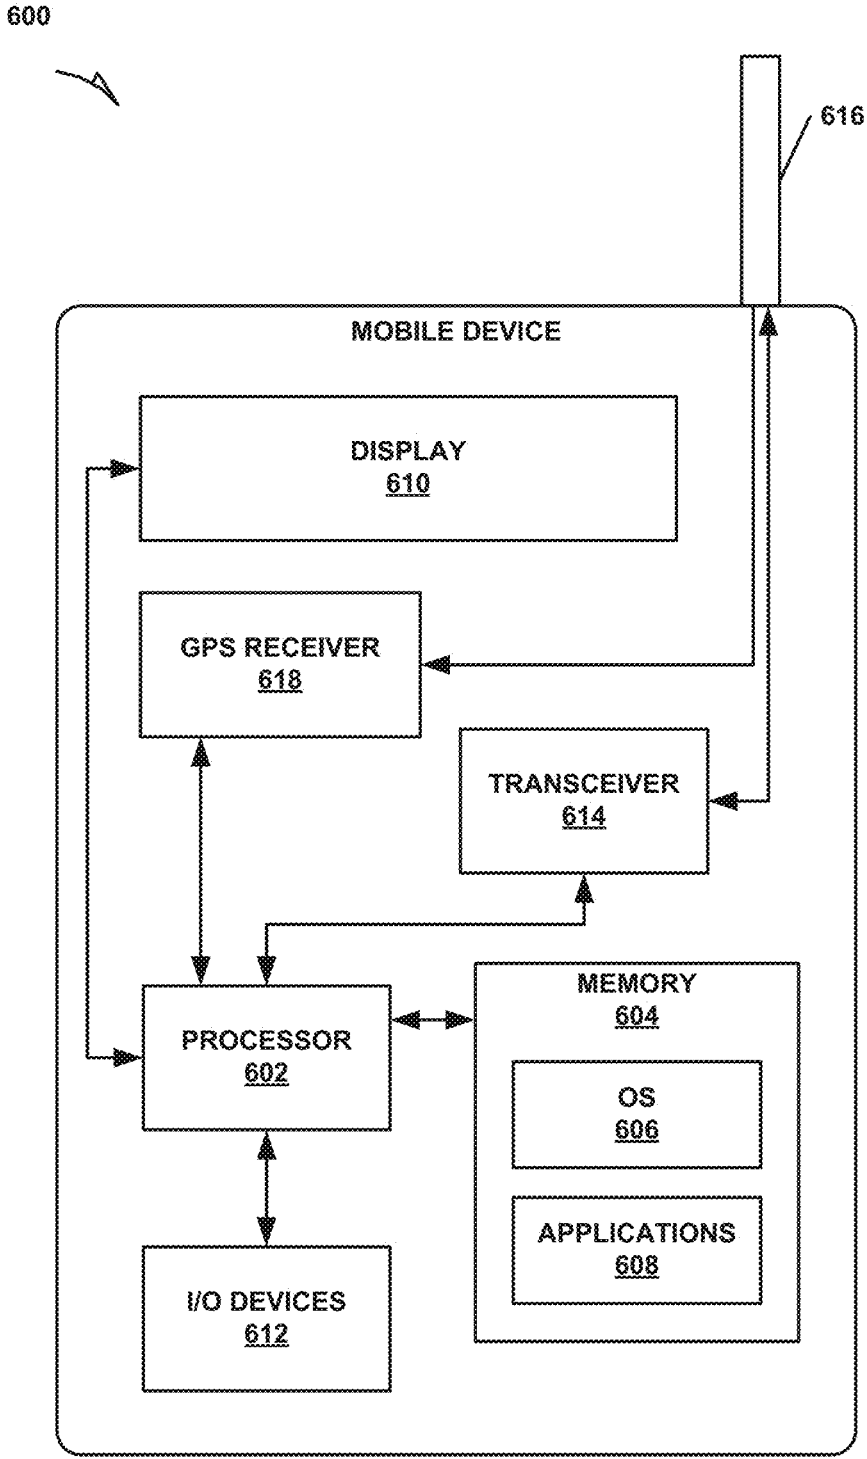 600
616
MOBILE DEVICE
DISPLAY
610
GPS RECEIVER
618
TRANSCEIVER
614
MEMORY
604
PROCESSOR
602
OS
606
APPLICATIONS
608
I/O DEVICES
612